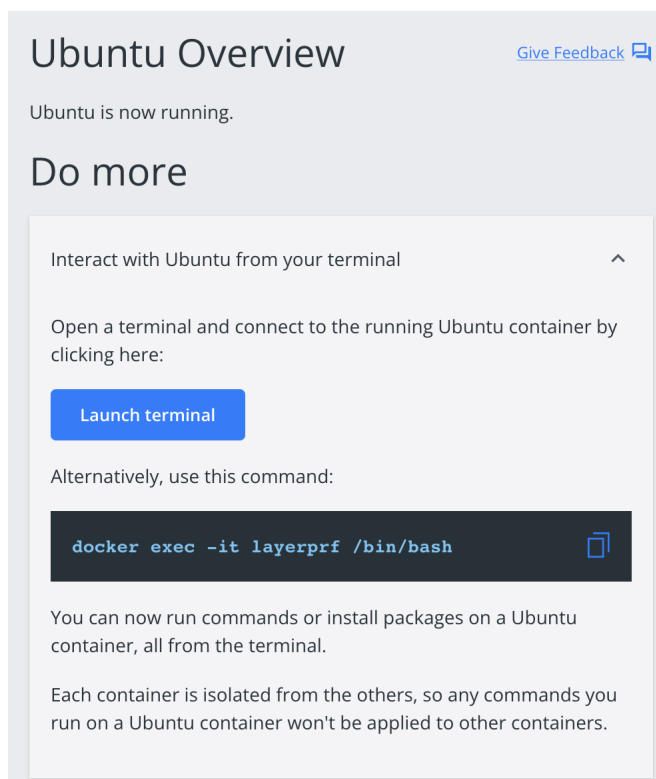 Ubuntu Overview
Give Feedback
Ubuntu is now running.
Do more
Interact with Ubuntu from your terminal
Open a terminal and connect to the running Ubuntu container by
clicking here:
Launch terminal
Alternatively, use this command:
docker exec -it layerprf /bin/bash
You can now run commands or install packages on a Ubuntu
container, all from the terminal.
Each container is isolated from the others, so any commands you
run on a Ubuntu container won't be applied to other containers.